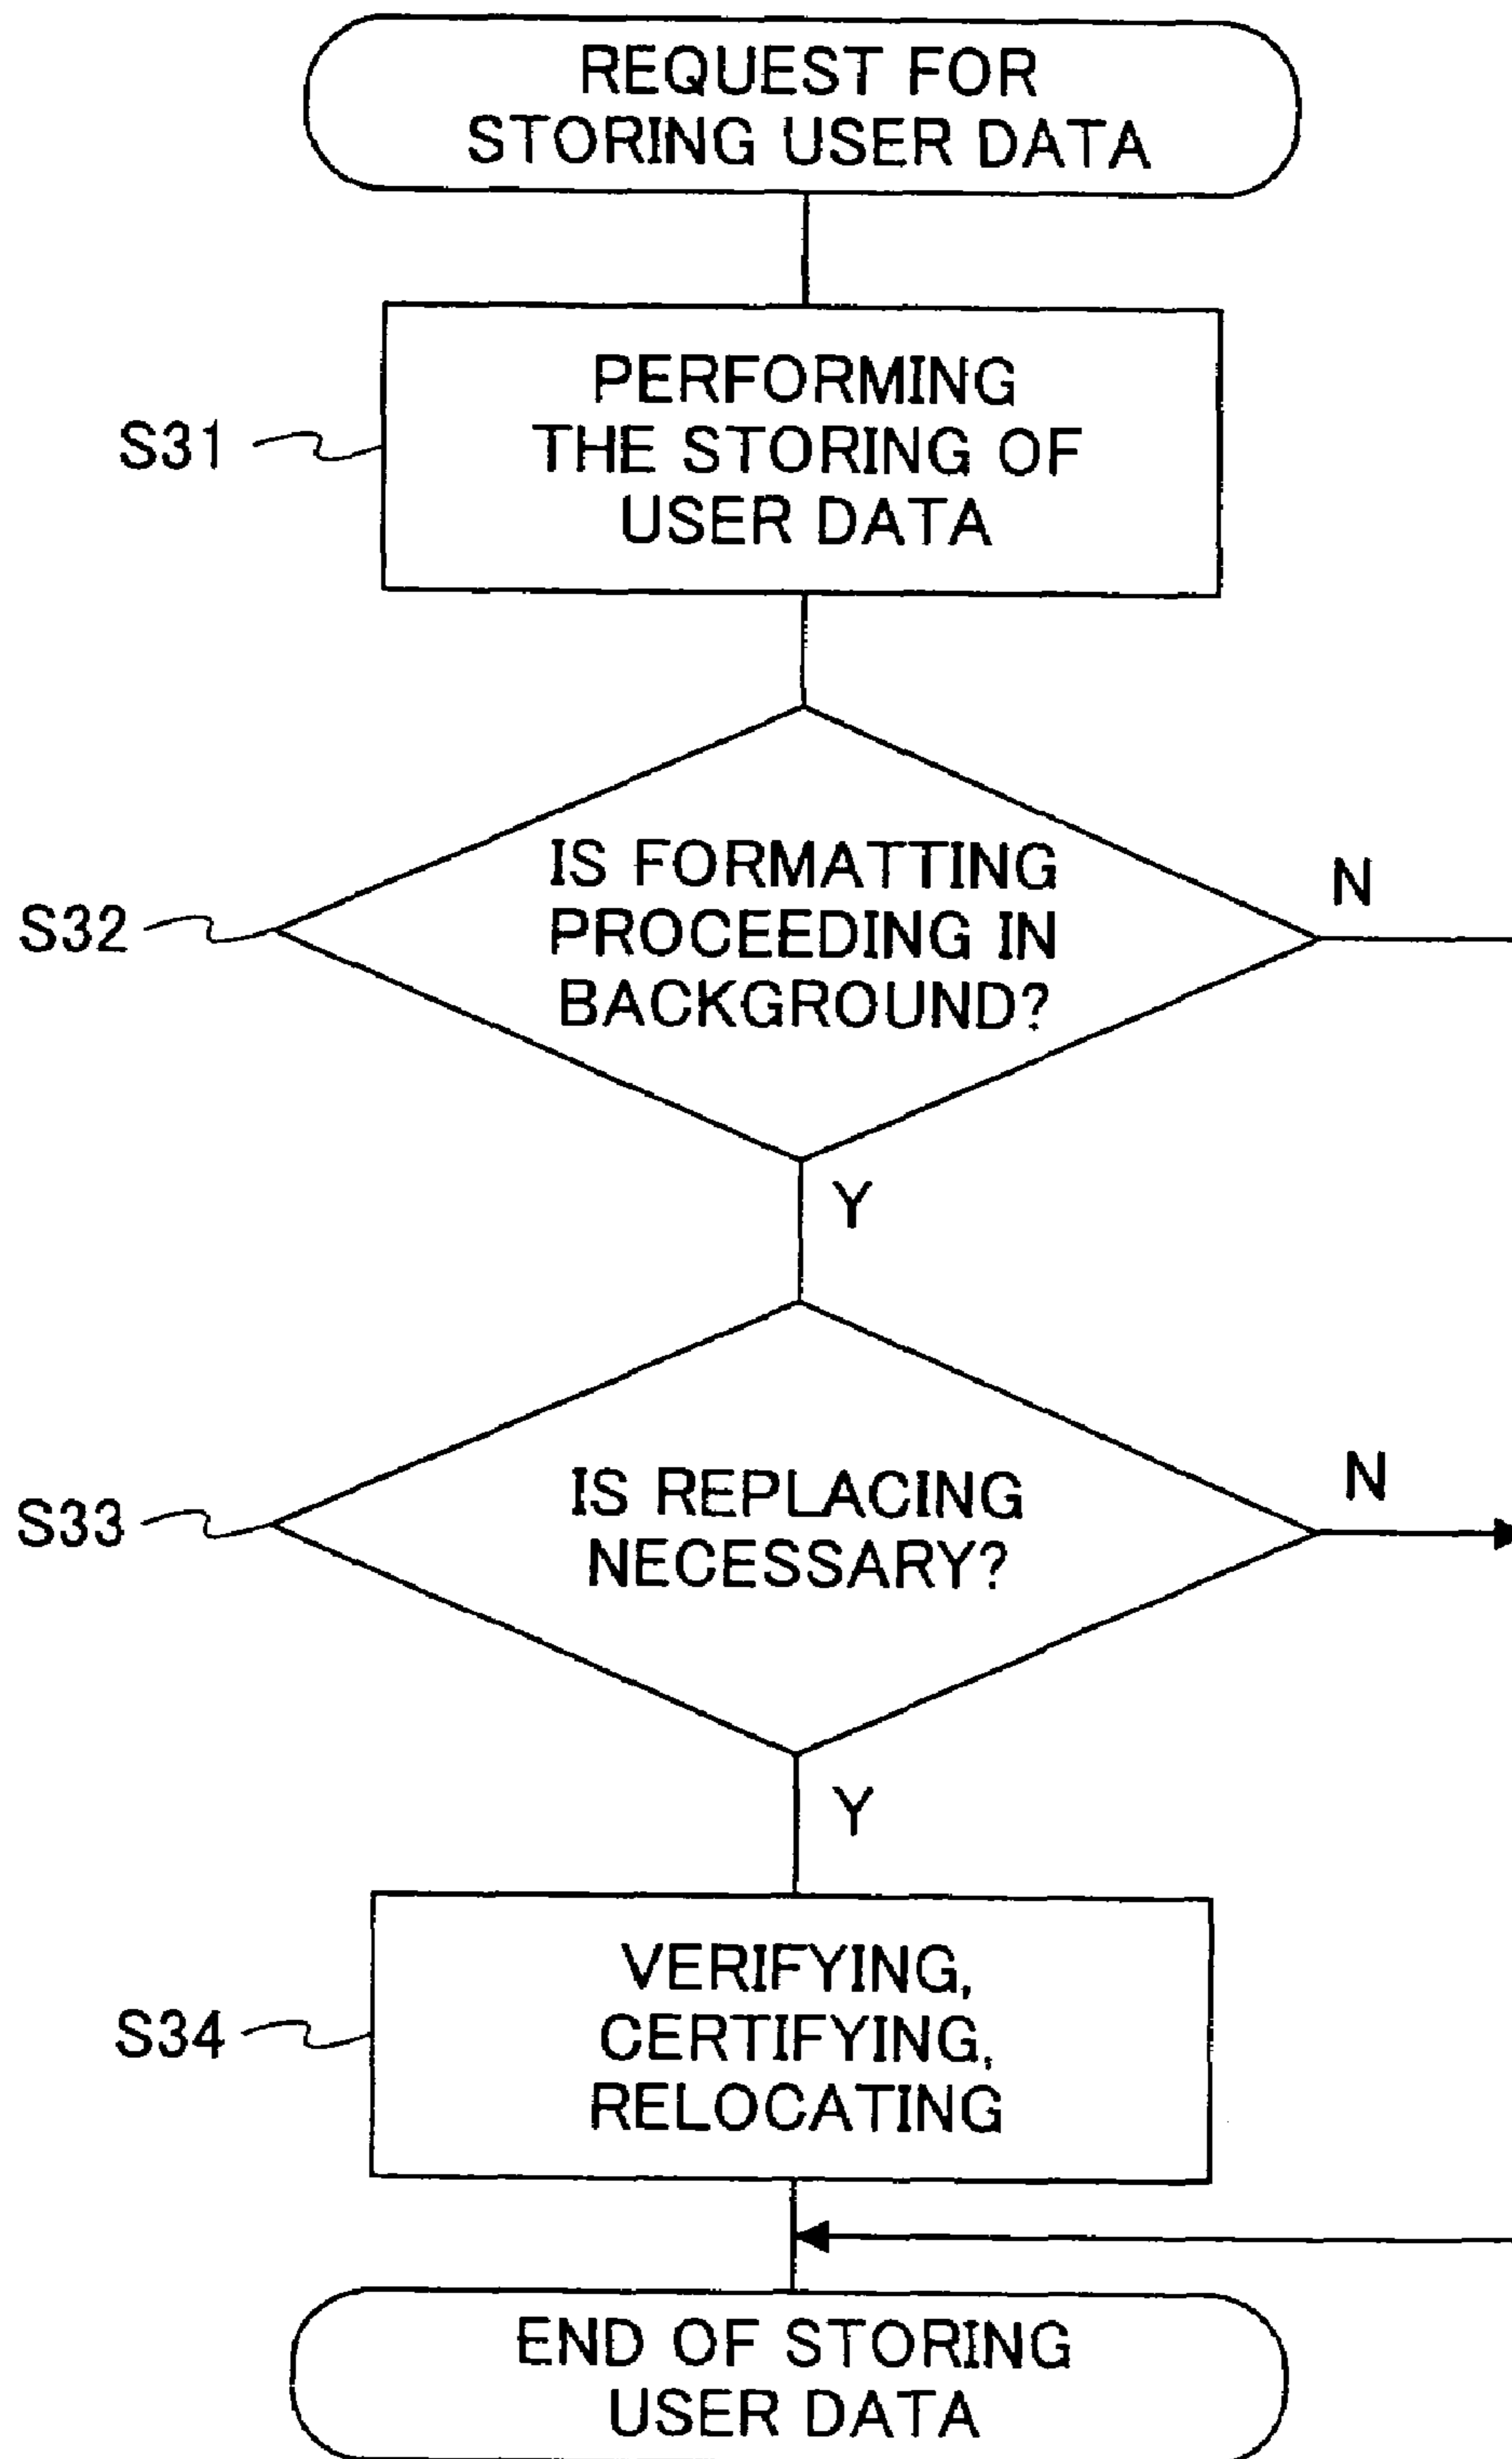 REQUEST FOR
STORING USER DATA
S31
PERFORMING
THE STORING OF
USER DATA
S32
IS FORMATTING
PROCEEDING IN
BACKGROUND?
N
Y
S33
IS REPLACING
NECESSARY?
N
Y
S34
VERIFYING,
CERTIFYING,
RELOCATING
END OF STORING
USER DATA